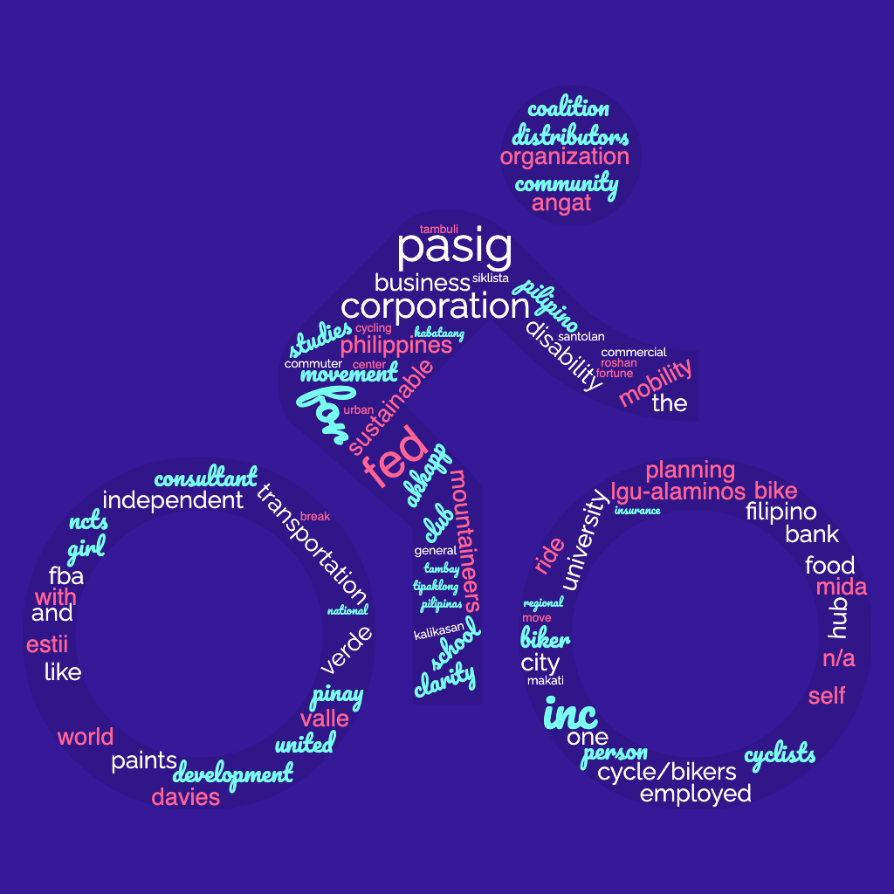 coalition
distributors
organization
community
angat
tambuli
pasig
business
siklista
corporation
pilipino
studies
cycling
kabataang
philippines
disability
santolan
commuter
center
movement
commercial
roshan
fortune
mobility
the
for
urban
sustainable
fed
akkapp
mountaineers
club
general
tambay
tipaklong
pilipinas
kalikasan
school
clarity
consultant
independent
transportation
break
ncts
girl
fba
with
and
national
estii
verde
like
pinay
valle
world
united
paints
development
davies
planning
lgu-alaminos
bike
insurance
filipino
university
bank
ride
food
mida
regional
hub
move
biker
city
n/a
makati
self
inc
one
person
cyclists
cycle/bikers
employed